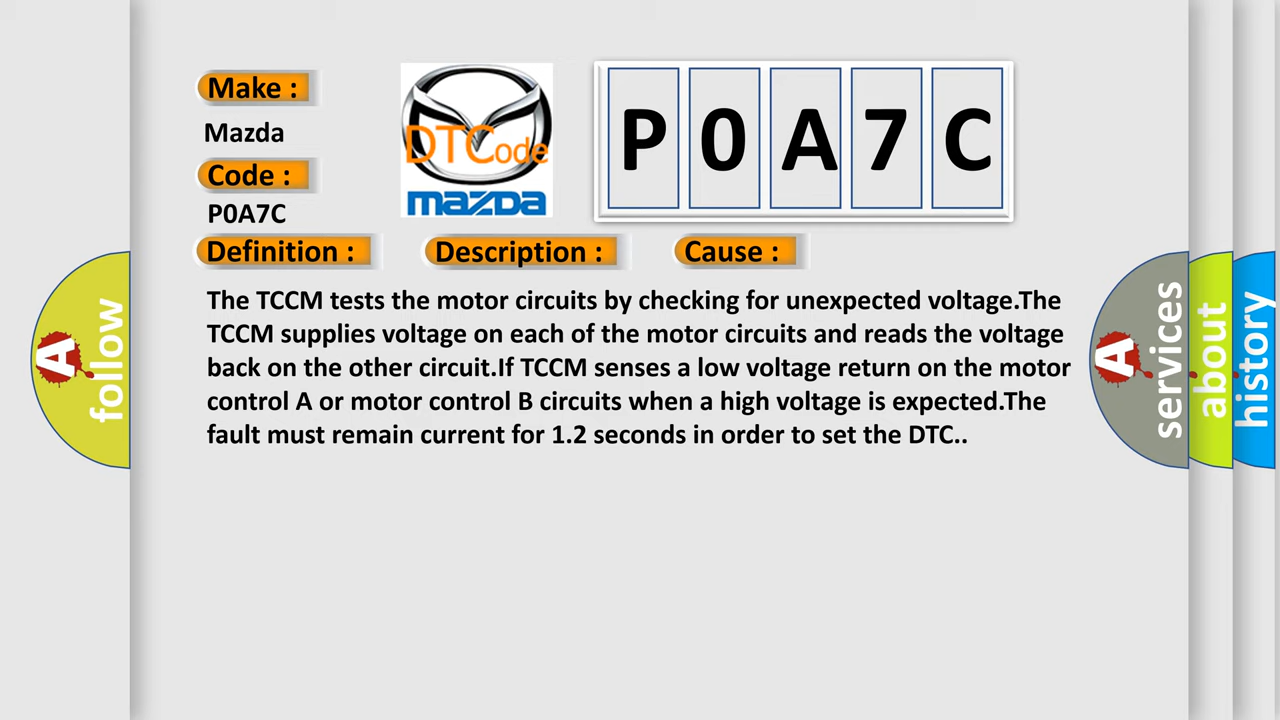 Make :
Mazda
Code :
P0A7C
DTCode
mazda
P 0 A 7 C
Definition :
Description :
Cause :
The TCCM tests the motor circuits by checking for unexpected voltage.The
TCCM supplies voltage on each of the motor circuits and reads the voltage
back on the other circuit.If TCCM senses a low voltage return on the motor
control A or motor control B circuits when a high voltage is expected.The
fault must remain current for 1.2 seconds in order to set the DTC..
A
follow
A
services
about
history